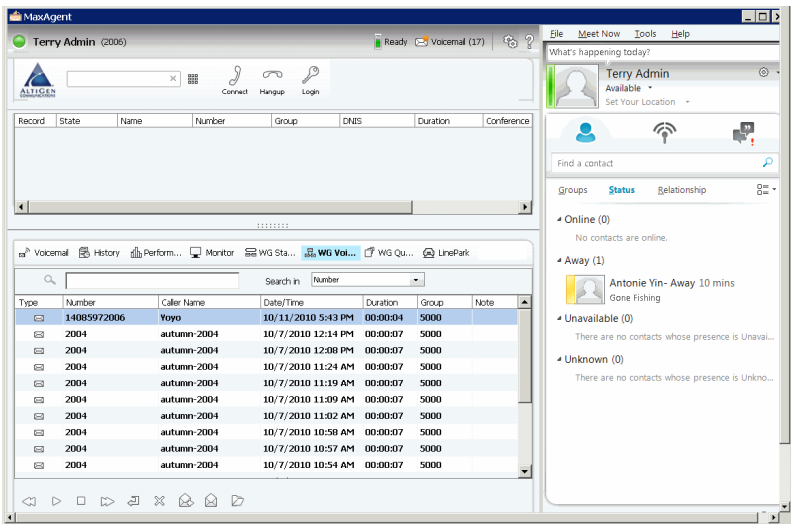 MaxAgent
Terry Admin (2006)
Ready Voicemail (17)
ALTIGEN
COMMUNICATIONS
Connect Hangup Login
Record State Name Number Group DNIS Duration Conference
Voicemail History Perform... Monitor WG Sta... WG Voi... WG Qu... LinePark
Search in Number
Type Number Caller Name Date/Time Duration Group Note
14085972006 Yoyo 10/11/2010 5:43 PM 00:00:04 5000
2004 autumn-2004 10/7/2010 12:14 PM 00:00:07 5000
2004 autumn-2004 10/7/2010 12:08 PM 00:00:07 5000
2004 autumn-2004 10/7/2010 11:24 AM 00:00:07 5000
2004 autumn-2004 10/7/2010 11:19 AM 00:00:07 5000
2004 autumn-2004 10/7/2010 11:09 AM 00:00:07 5000
2004 autumn-2004 10/7/2010 11:02 AM 00:00:07 5000
2004 autumn-2004 10/7/2010 10:58 AM 00:00:07 5000
2004 autumn-2004 10/7/2010 10:57 AM 00:00:07 5000
2004 autumn-2004 10/7/2010 10:54 AM 00:00:07 5000
File Meet Now Tools Help
What's happening today?
Terry Admin
Available
Set Your Location
Find a contact
Groups Status Relationship
Online (0)
No contacts are online.
Away (1)
Antonie Yin- Away 10 mins
Gone Fishing
Unavailable (0)
There are no contacts whose presence is Unavai...
Unknown (0)
There are no contacts whose presence is Unkno...